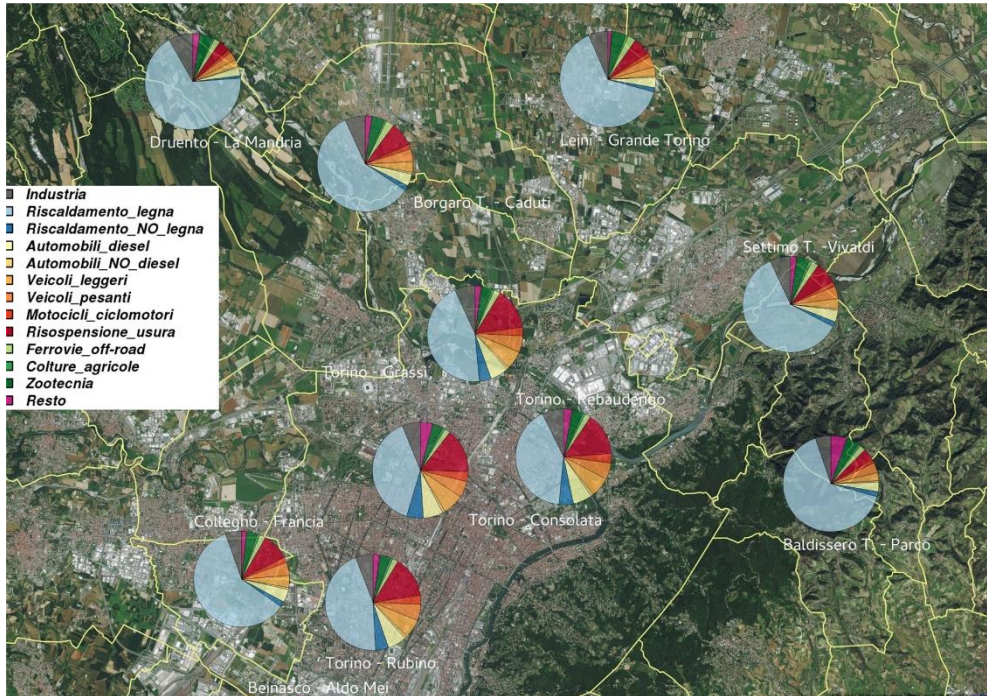 Druento - La Mandria
Leini - Grande Torino
Borgaro T. - Caduti
Industria
Riscaldamento_legna
Riscaldamento_NO_legna
Automobili_diesel
Automobili_NO_diesel
Veicoli_leggeri
Veicoli_pesanti
Motocicli_ciclomotori
Risospensione_usura
Ferrovie_off-road
Colture_agricole
Zootecnia
Resto
Settimo T. -Vivaldi
Torino - Grassi
Torino - Rebaudengo
Collegno - Francia
Torino - Consolata
Baldissero T. - Parco
Torino - Rubino
Beinasco - Aldo Mei